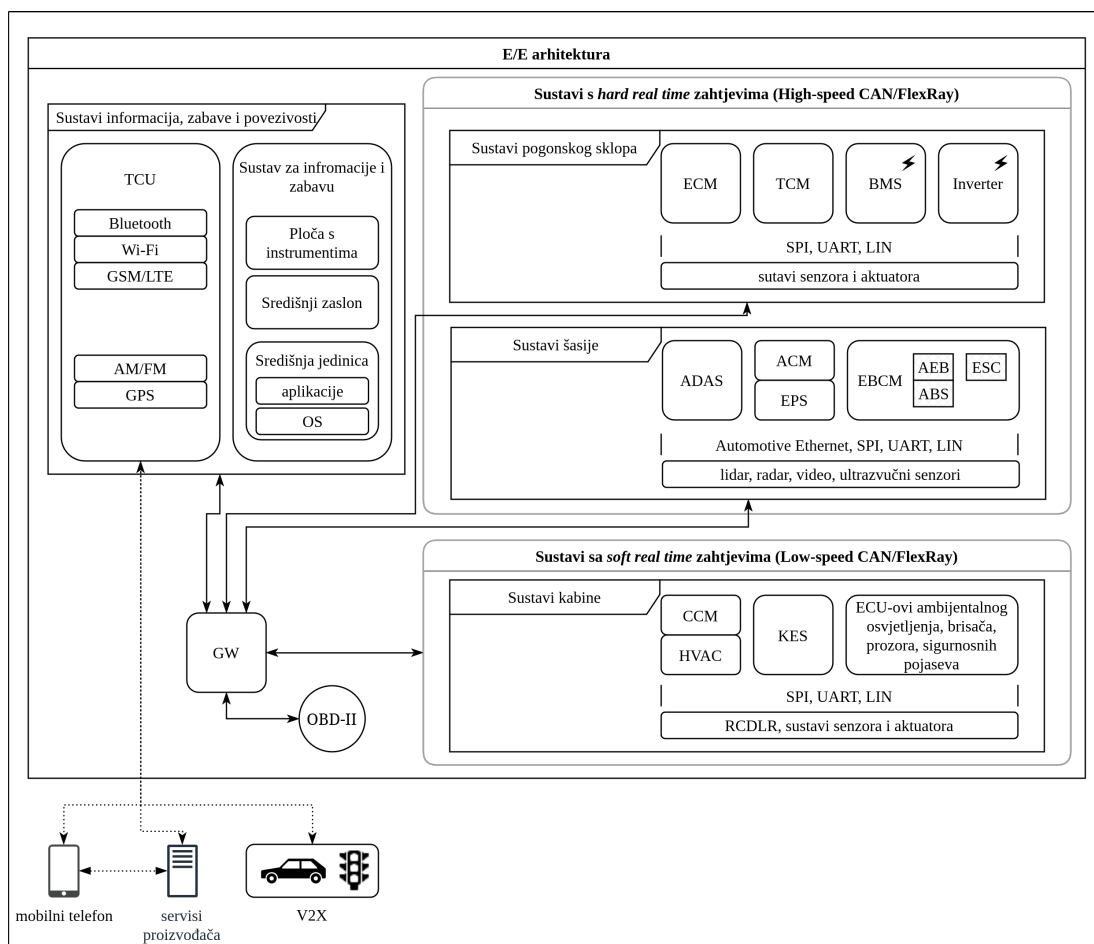 E/E arhitektura
Sustavi informacija, zabave i povezivosti
TCU
Bluetooth
Wi-Fi
GSM/LTE
AM/FM
GPS
Sustav za infromacije i
zabavu
Ploča s
instrumentima
Središnji zaslon
Središnja jedinica
aplikacije
OS
Sustavi s hard real time zahtjevima (High-speed CAN/FlexRay)
Sustavi pogonskog sklopa
ECM
TCM
BMS
Inverter
SPI, UART, LIN
sutavi senzora i aktuatora
Sustavi šasije
ADAS
ACM
EPS
EBCM
AEB
ABS
ESC
Automotive Ethernet, SPI, UART, LIN
lidar, radar, video, ultrazvučni senzori
Sustavi sa soft real time zahtjevima (Low-speed CAN/FlexRay)
Sustavi kabine
CCM
HVAC
KES
ECU-ovi ambijentalnog
osvjetljenja, brisača,
prozora, sigurnosnih
pojaseva
SPI, UART, LIN
RCDLR, sustavi senzora i aktuatora
GW
OBD-II
mobilni telefon
servisi
proizvođača
V2X